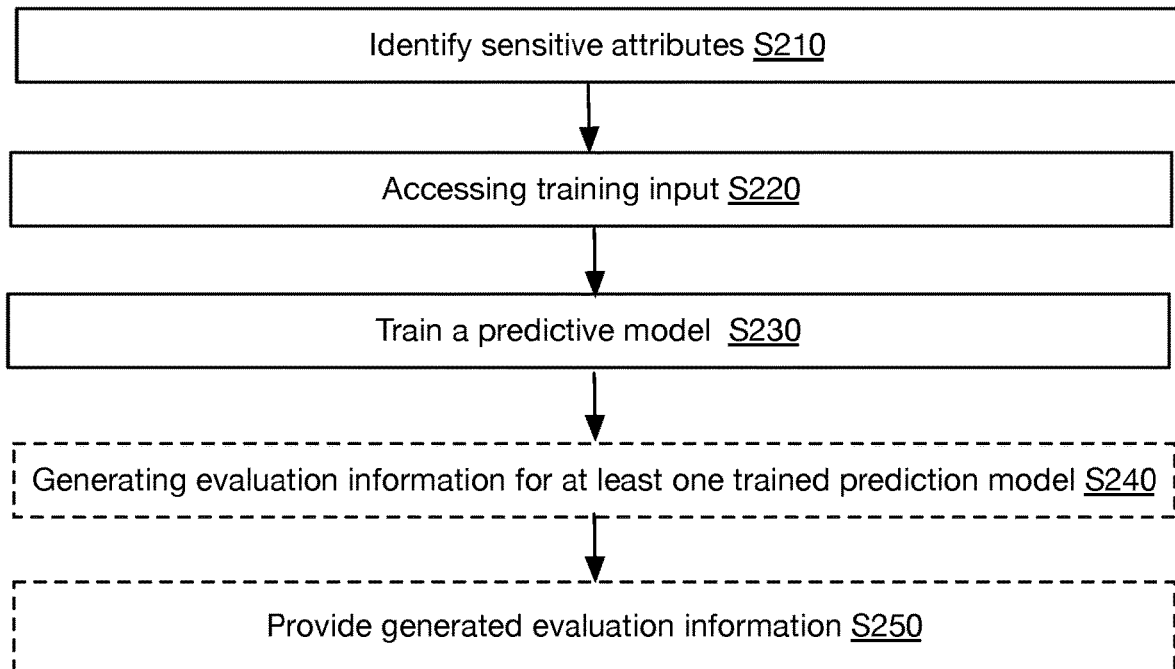 Identify sensitive attributes S210
Accessing training input S220
Train a predictive model S230
Generating evaluation information for at least one trained prediction model S240
Provide generated evaluation information S250